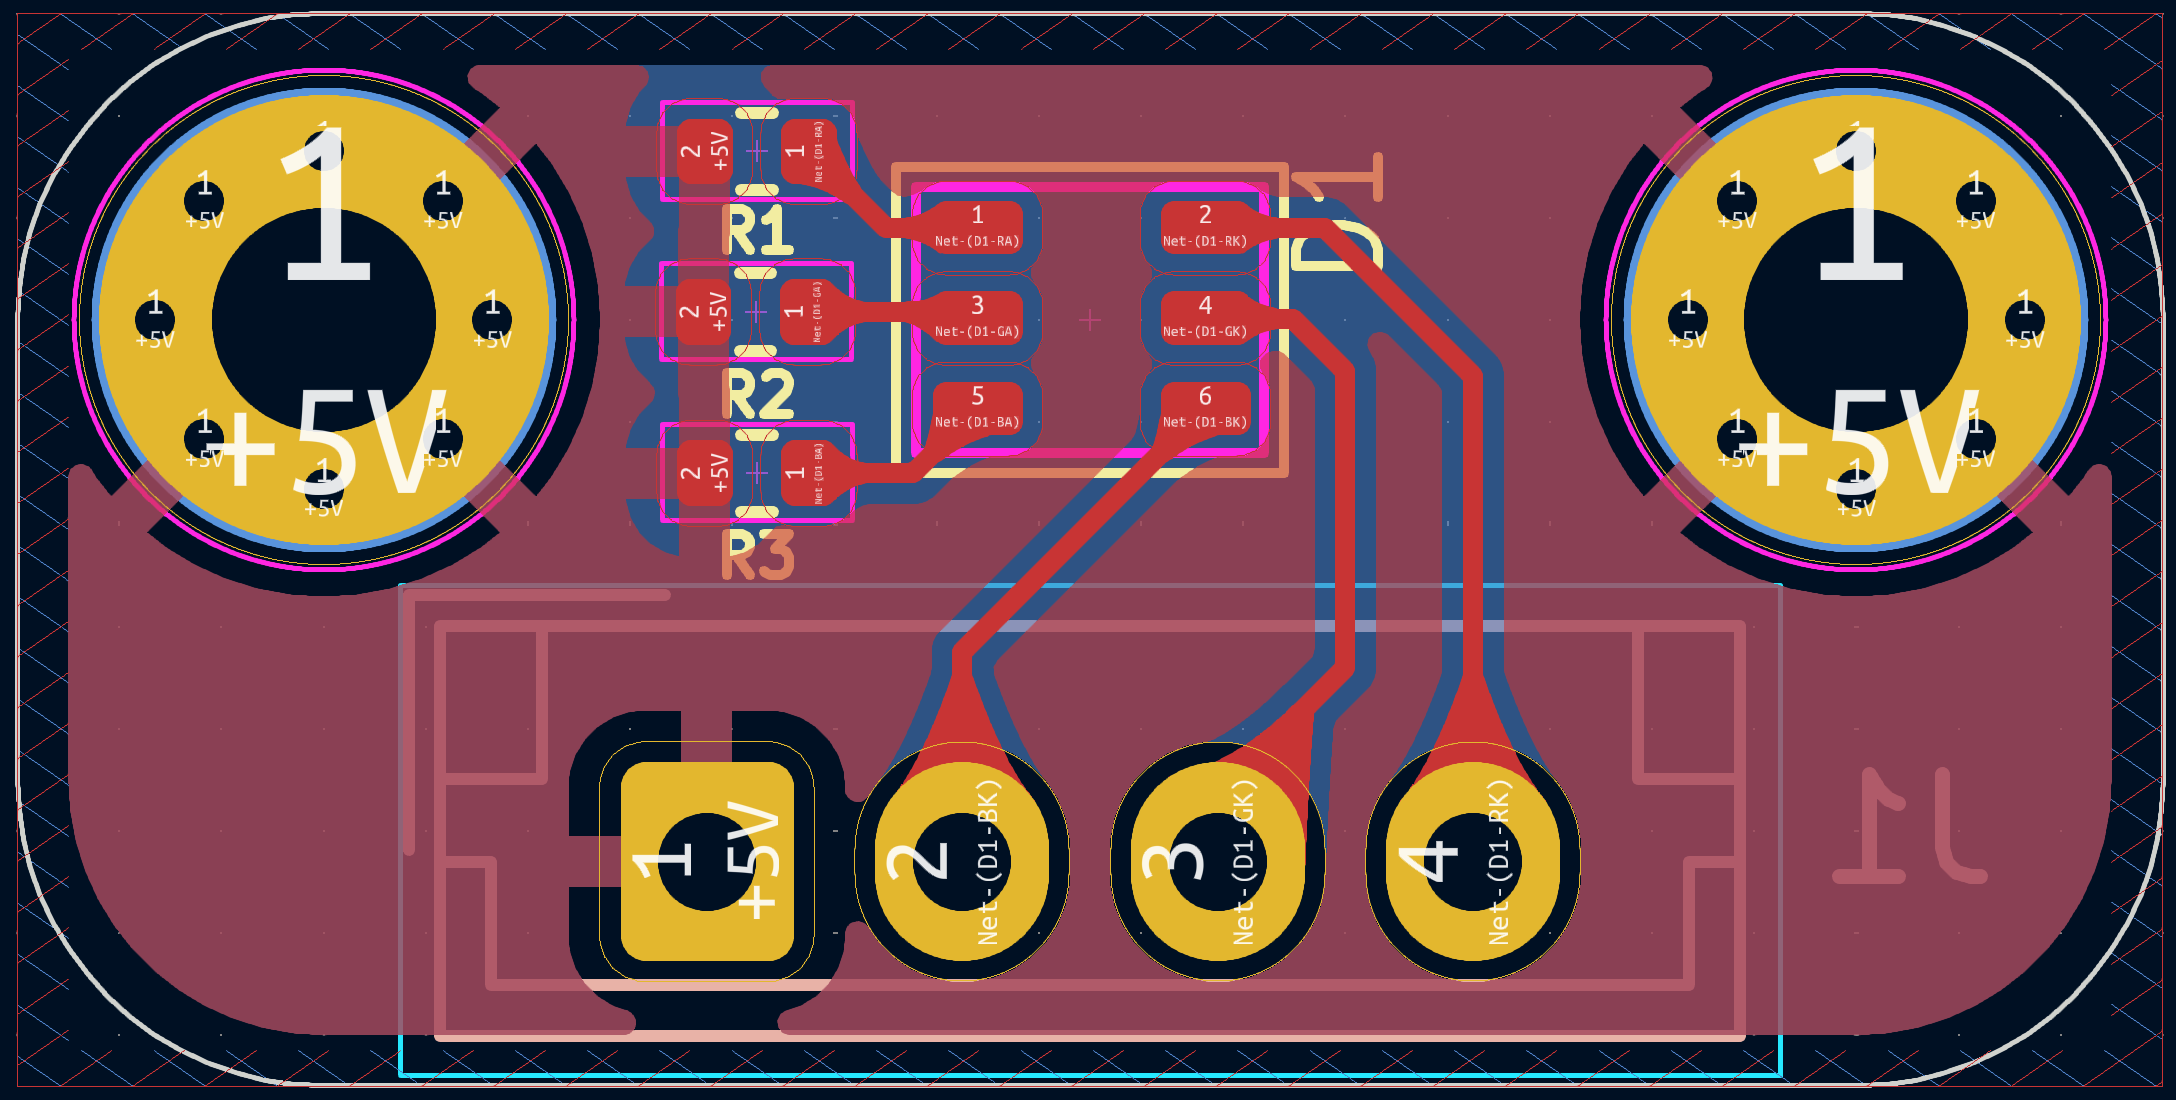 1
+5V
1
+5V
1
+5V
1
+5V
1
+5V
1
+5V
1
+5V
1
1
+5V
1
+5V
2
+5V
1
Net-(D1-RA)
R1
2
+5V
1
Net-(D1-GA)
R2
2
+5V
1
Net-(D1-BA)
R3
1
Net-(D1-RA)
2
Net-(D1-RK)
3
Net-(D1-GA)
4
Net-(D1-GK)
5
Net-(D1-BA)
6
Net-(D1-BK)
D1
1
+5V
1
+5V
1
+5V
1
+5V
1
+5V
1
+5V
1
+5V
1
1
+5V
1
+5V
2
Net-(D1-BK)
3
Net-(D1-GK)
4
Net-(D1-RK)
J1